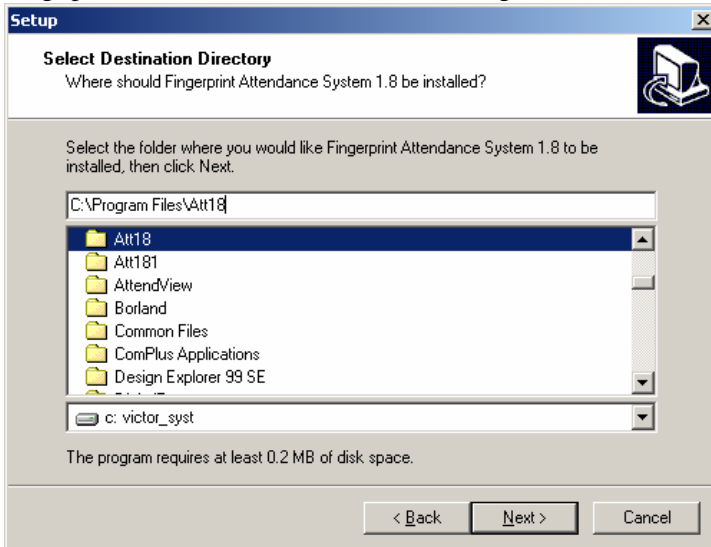 Setup
Select Destination Directory
Where should Fingerprint Attendance System 1.8 be installed?
Select the folder where you would like Fingerprint Attendance System 1.8 to be
installed, then click Next.
C:\Program Files\Att18
Att18
Att181
AttendView
Borland
Common Files
ComPlus Applications
Design Explorer 99 SE
c: victor_syst
The program requires at least 0.2 MB of disk space.
< Back
Next >
Cancel